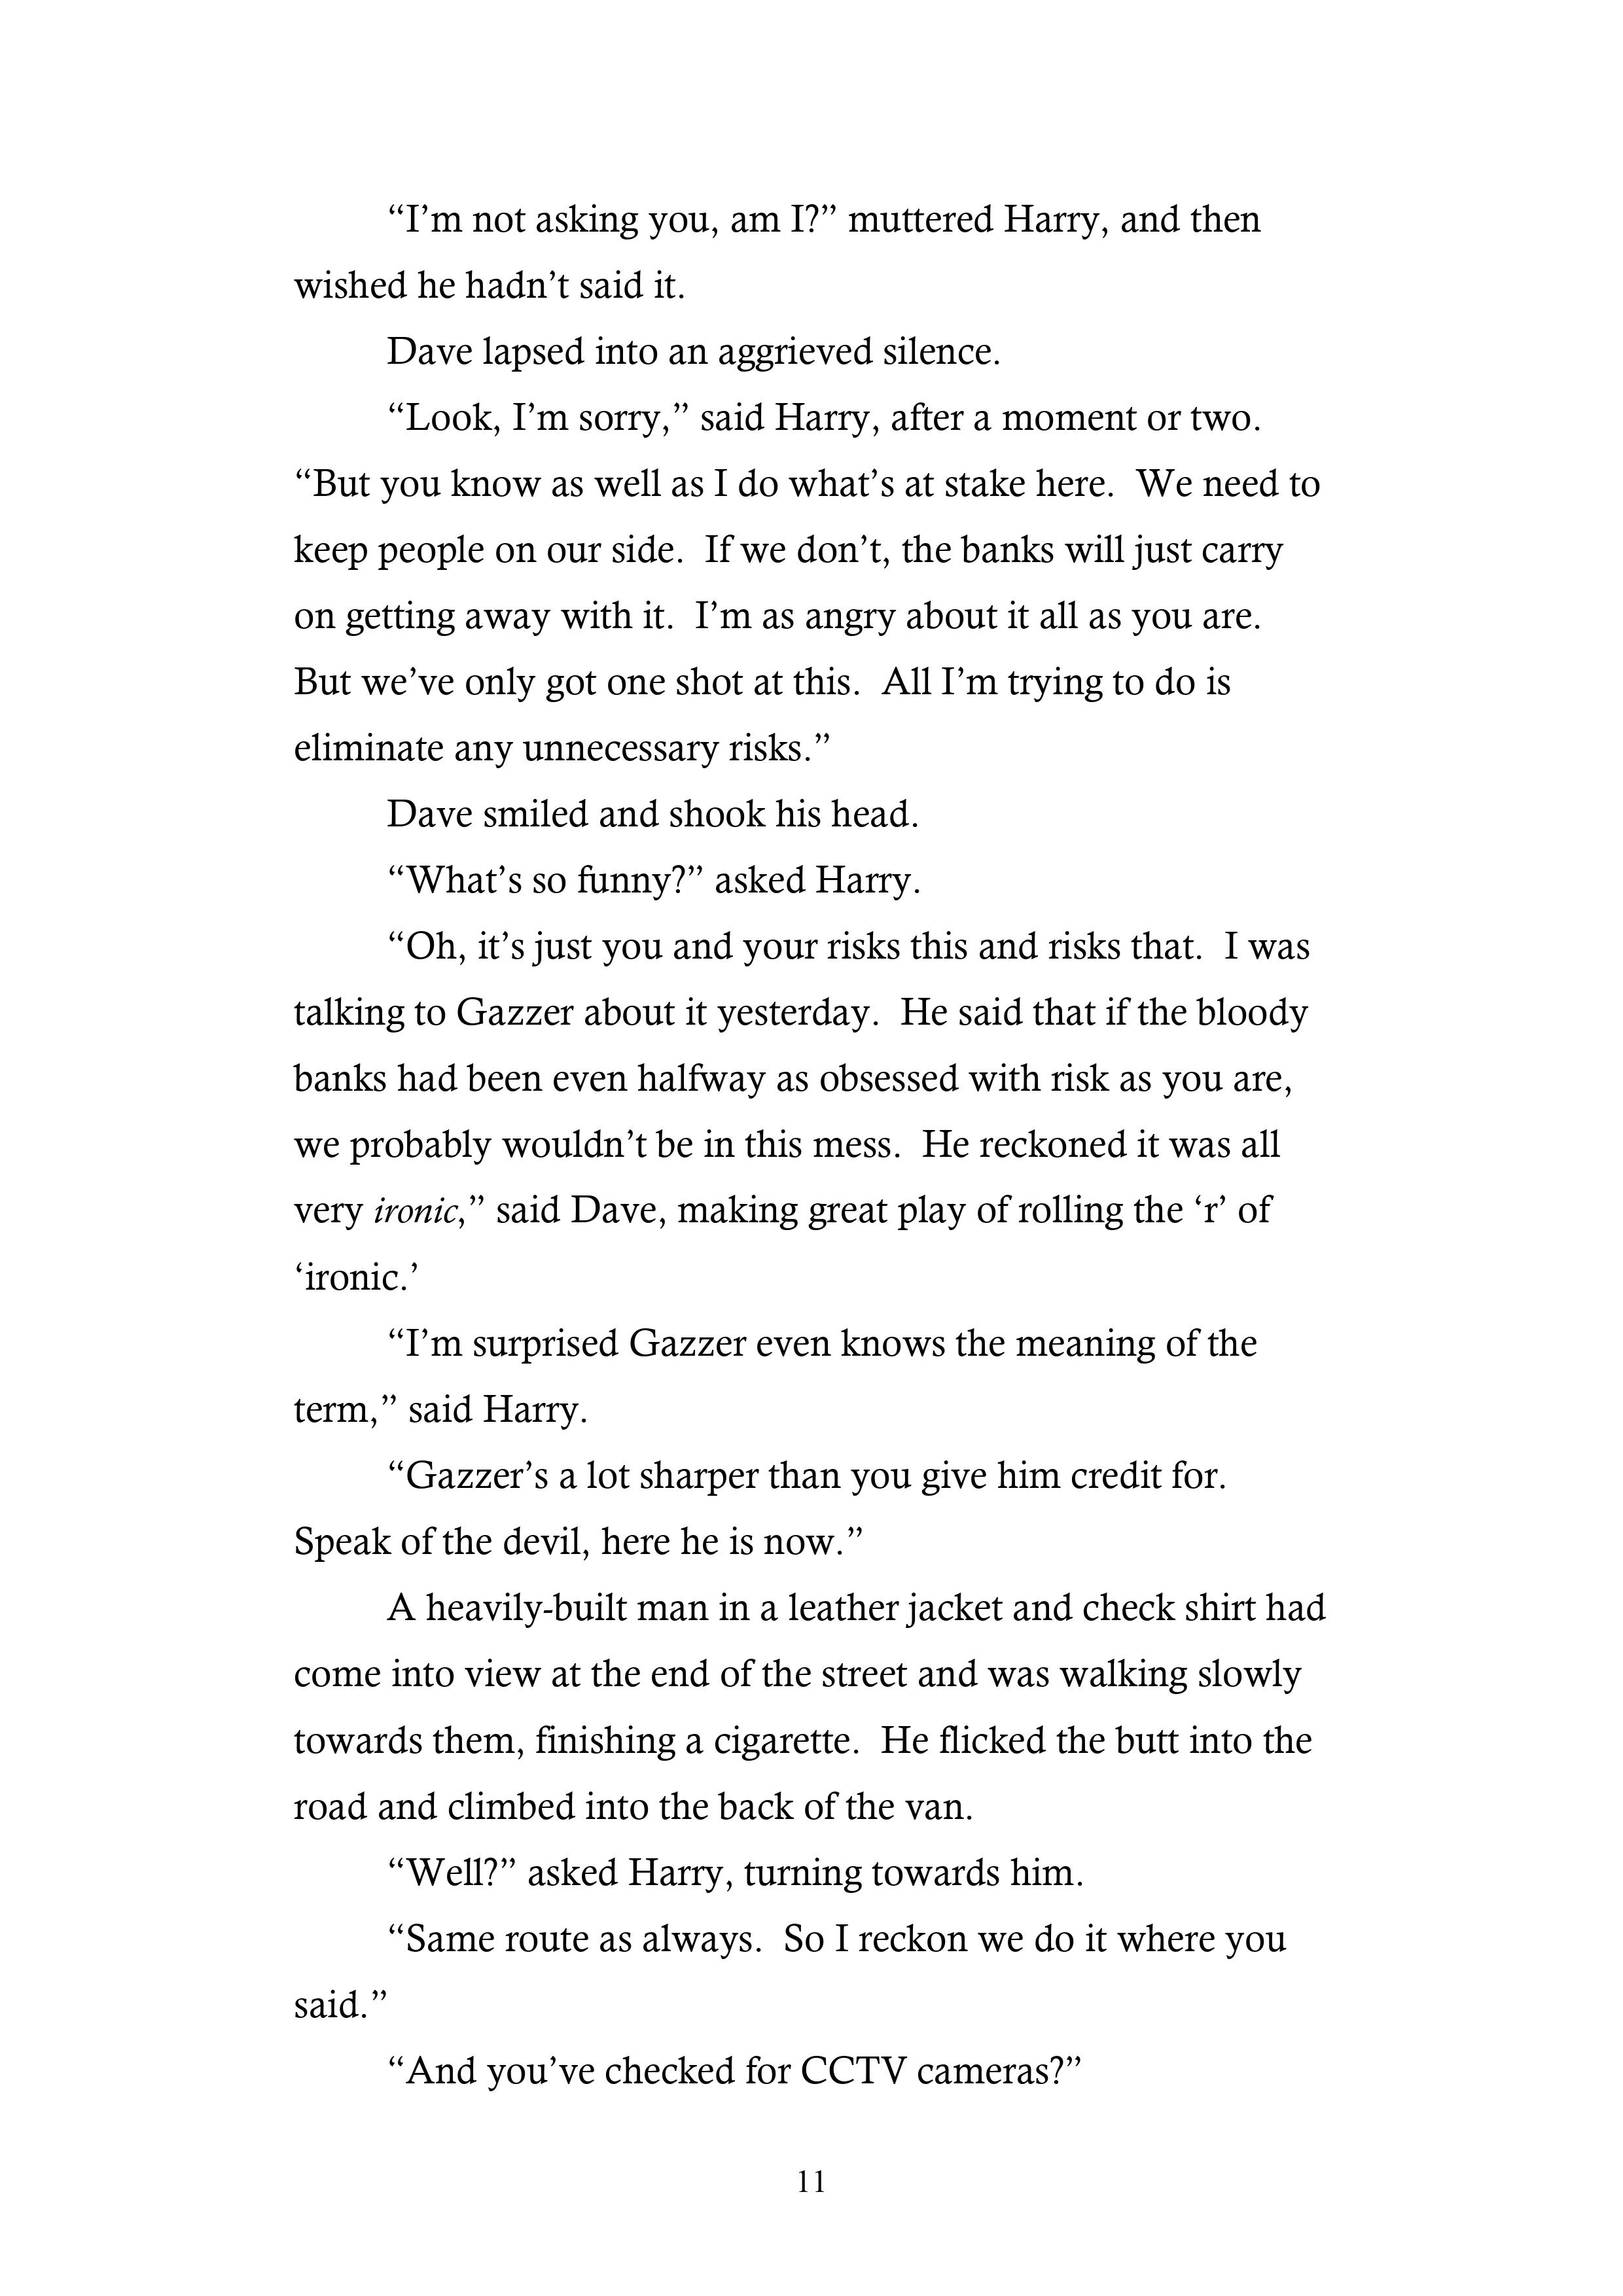 “I’m not asking you, am I?” muttered Harry, and then
wished he hadn’t said it.
Dave lapsed into an aggrieved silence.
“Look, I’m sorry,” said Harry, after a moment or two.
“But you know as well as I do what’s at stake here.  We need to
keep people on our side.  If we don’t, the banks will just carry
on getting away with it.  I’m as angry about it all as you are.
But we’ve only got one shot at this.  All I’m trying to do is
eliminate any unnecessary risks.”
Dave smiled and shook his head.
“What’s so funny?” asked Harry.
“Oh, it’s just you and your risks this and risks that.  I was
talking to Gazzer about it yesterday.  He said that if the bloody
banks had been even halfway as obsessed with risk as you are,
we probably wouldn’t be in this mess.  He reckoned it was all
very ironic,” said Dave, making great play of rolling the ‘r’ of
‘ironic.’
“I’m surprised Gazzer even knows the meaning of the
term,” said Harry.
“Gazzer’s a lot sharper than you give him credit for.
Speak of the devil, here he is now.”
A heavily-built man in a leather jacket and check shirt had
come into view at the end of the street and was walking slowly
towards them, finishing a cigarette.  He flicked the butt into the
road and climbed into the back of the van.
“Well?” asked Harry, turning towards him.
“Same route as always.  So I reckon we do it where you
said.”
“And you’ve checked for CCTV cameras?”
11